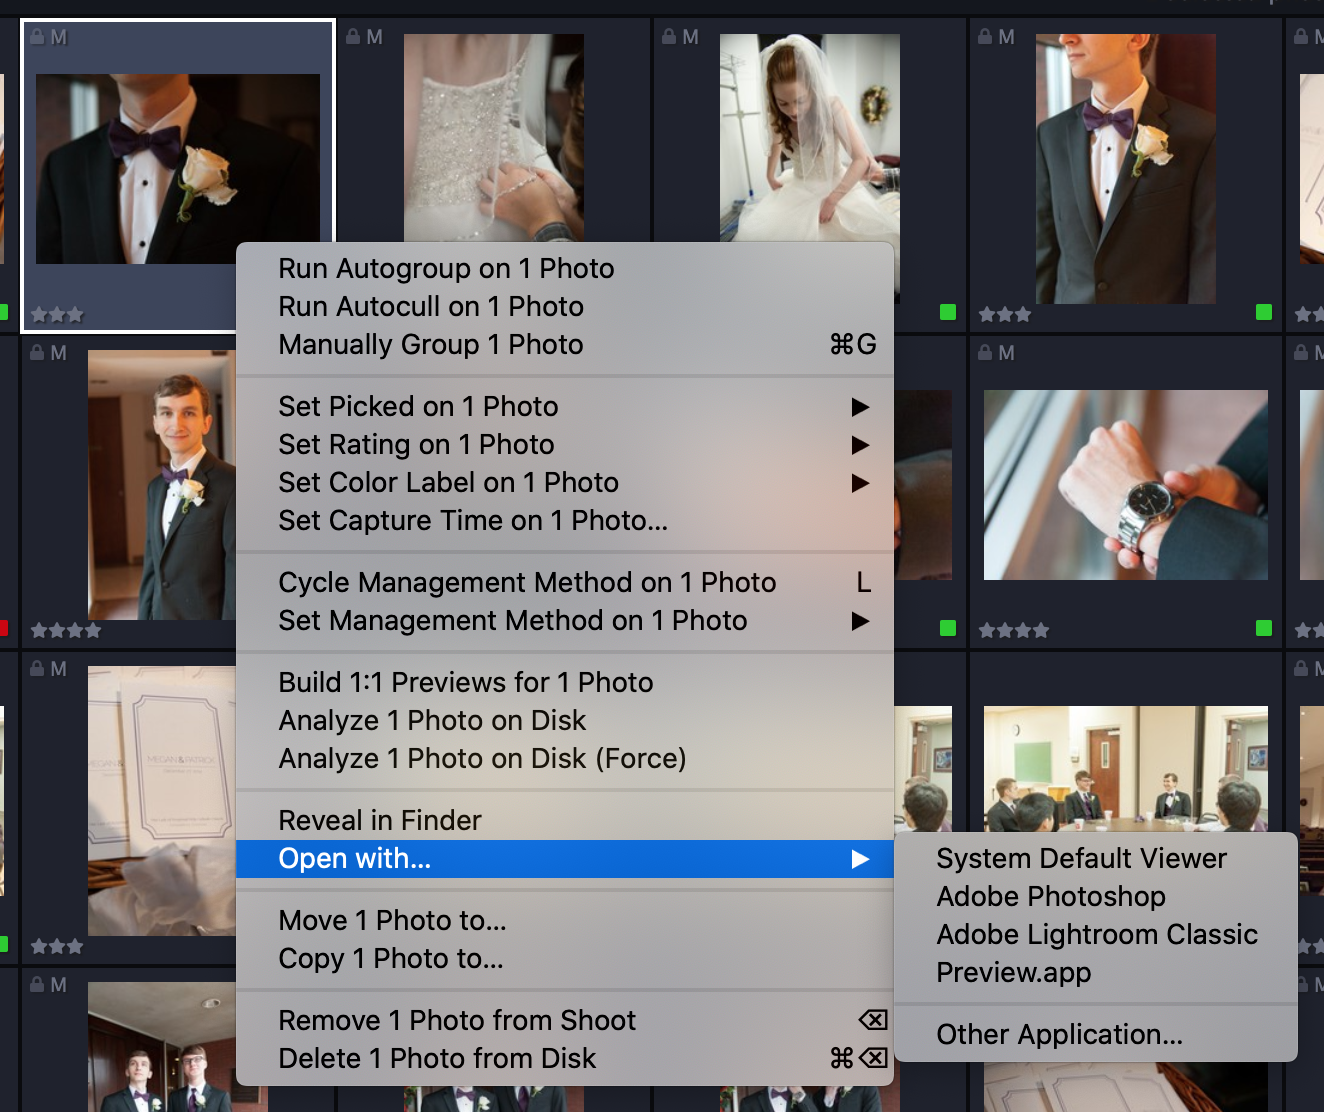 M
M
M
M
Run Autogroup on 1 Photo
Run Autocull on 1 Photo
Manually Group 1 Photo ⌘G
Set Picked on 1 Photo
Set Rating on 1 Photo
Set Color Label on 1 Photo
Set Capture Time on 1 Photo...
Cycle Management Method on 1 Photo L
Set Management Method on 1 Photo
Build 1:1 Previews for 1 Photo
Analyze 1 Photo on Disk
Analyze 1 Photo on Disk (Force)
Reveal in Finder
Open with...
Move 1 Photo to...
Copy 1 Photo to...
Remove 1 Photo from Shoot ⌫
Delete 1 Photo from Disk ⌘⌫
System Default Viewer
Adobe Photoshop
Adobe Lightroom Classic
Preview.app
Other Application...
M
M
M
MEGAN & PATRICK
M